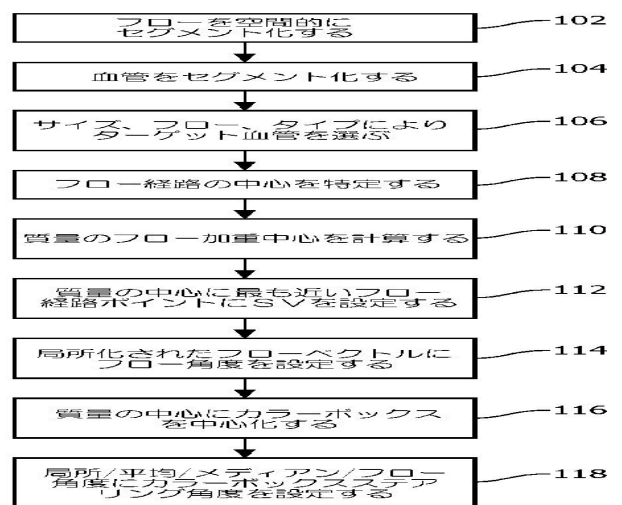 フローを空間的に
セグメント化する
102
血管をセグメント化する
104
サイズ、フロー、タイプにより
ターゲット血管を選ぶ
106
フロー経路の中心を特定する
108
質量のフロー加重中心を計算する
110
質量の中心に最も近いフロー
経路ポイントにSVを設定する
112
局所化されたフローベクトルに
フロー角度を設定する
114
質量の中心にカラーボックス
を中心化する
116
局所/平均/メディアン/フロー
角度にカラーボックスステア
リング角度を設定する
118